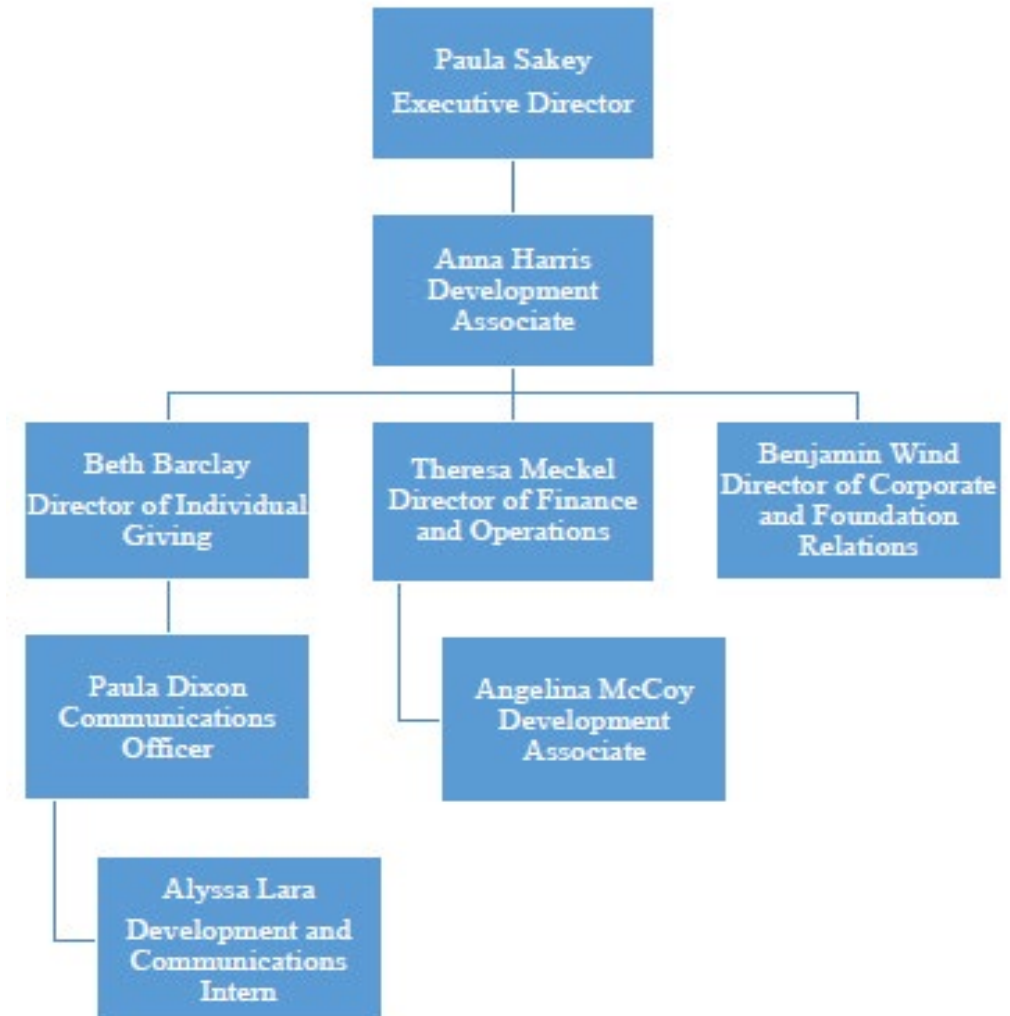 Paula Sakey
Executive Director
Anna Harris
Development
Associate
Beth Barclay
Director of Individual
Giving
Theresa Meckel
Director of Finance
and Operations
Benjamin Wind
Director of Corporate
and Foundation
Relations
Paula Dixon
Communications
Officer
Angelina McCoy
Development
Associate
Alyssa Lara
Development and
Communications
Intern